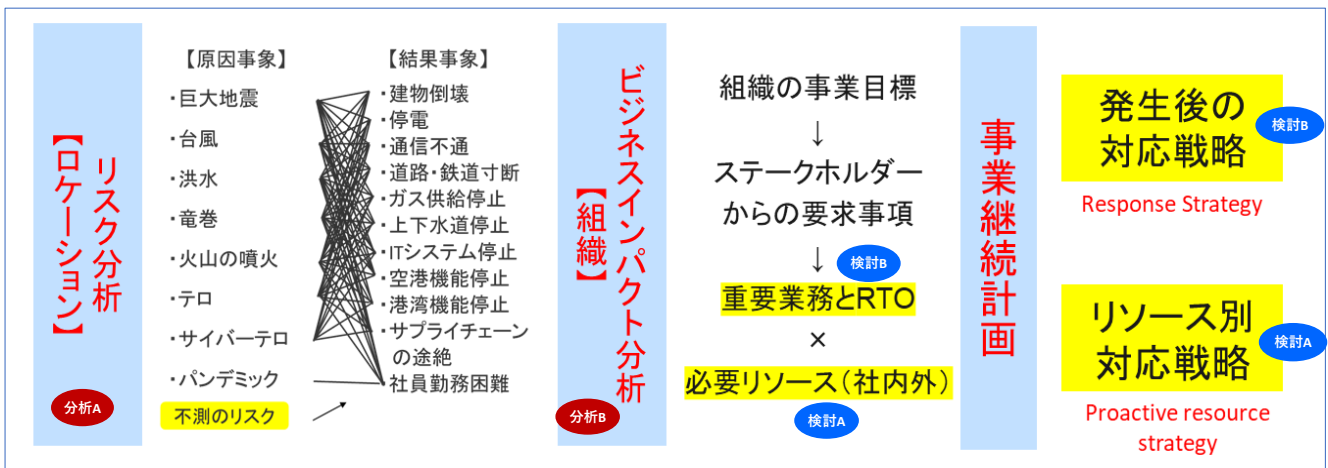 リスク分析
【ロケーション】
分析A
【原因事象】
・巨大地震
・台風
・洪水
・竜巻
・火山の噴火
・テロ
・サイバーテロ
・パンデミック
不測のリスク
【結果事象】
・建物倒壊
・停電
・通信不通
・道路・鉄道寸断
・ガス供給停止
・上下水道停止
・ITシステム停止
・空港機能停止
・港湾機能停止
・サプライチェーン
の途絶
・社員勤務困難
ビジネスインパクト分析
【組織】
分析B
組織の事業目標
↓
ステークホルダー
からの要求事項
↓
検討B
重要業務とRTO
×
必要リソース（社内外）
検討A
事業継続計画
発生後の
対応戦略
検討B
Response Strategy
リソース別
対応戦略
検討A
Proactive resource
strategy